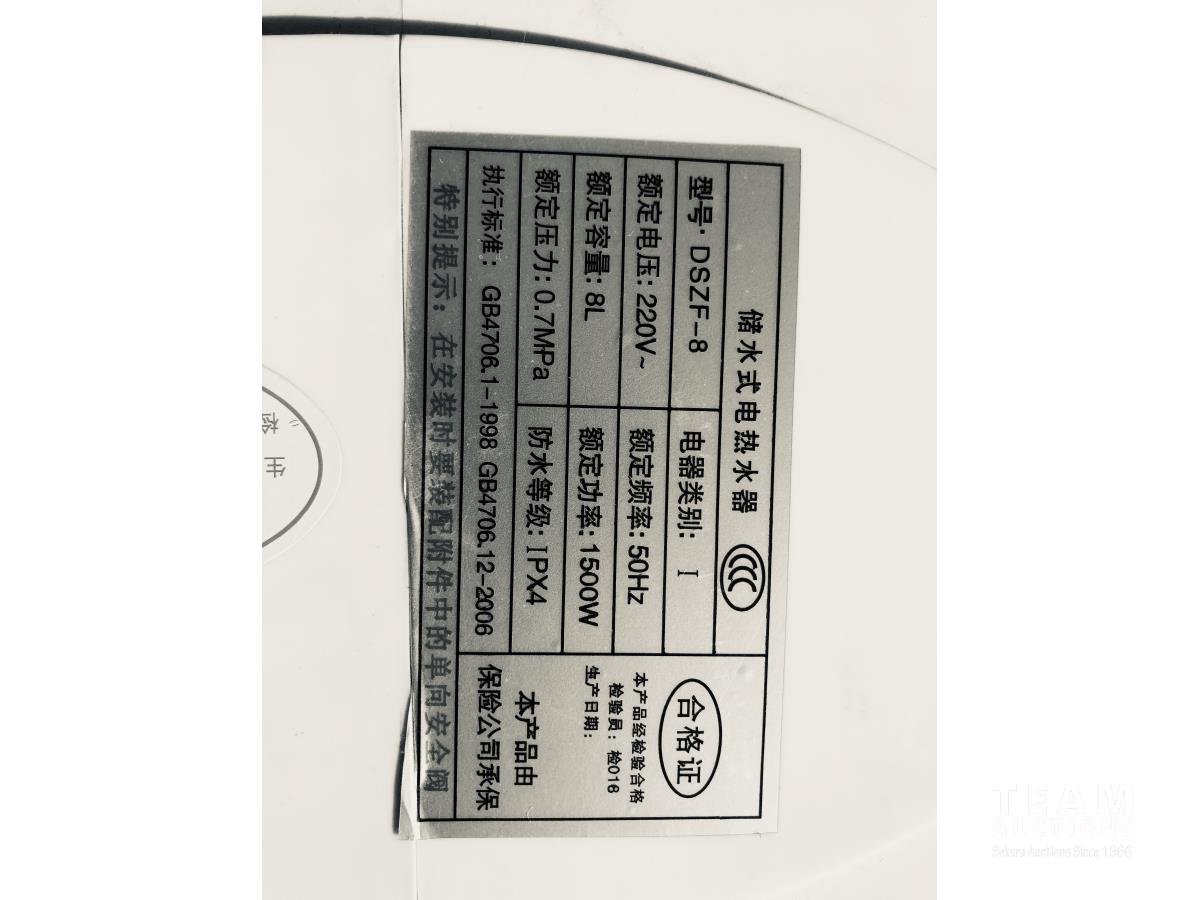 储水式电热水器
型号: DSZF-8
电器类别: I
额定电压: 220V~
额定频率: 50Hz
额定容量: 8L
额定功率: 1500W
额定压力: 0.7MPa
防水等级: IPX4
执行标准: GB4706.1-1998 GB4706.12-2006
特别提示: 在安装时要装配附件中的单向安全阀
合格证
本产品经检验合格
检验员: 检018
生产日期:
本产品由
保险公司承保
TEAM
AUCTIONS
Sekura Auctions Since 1966